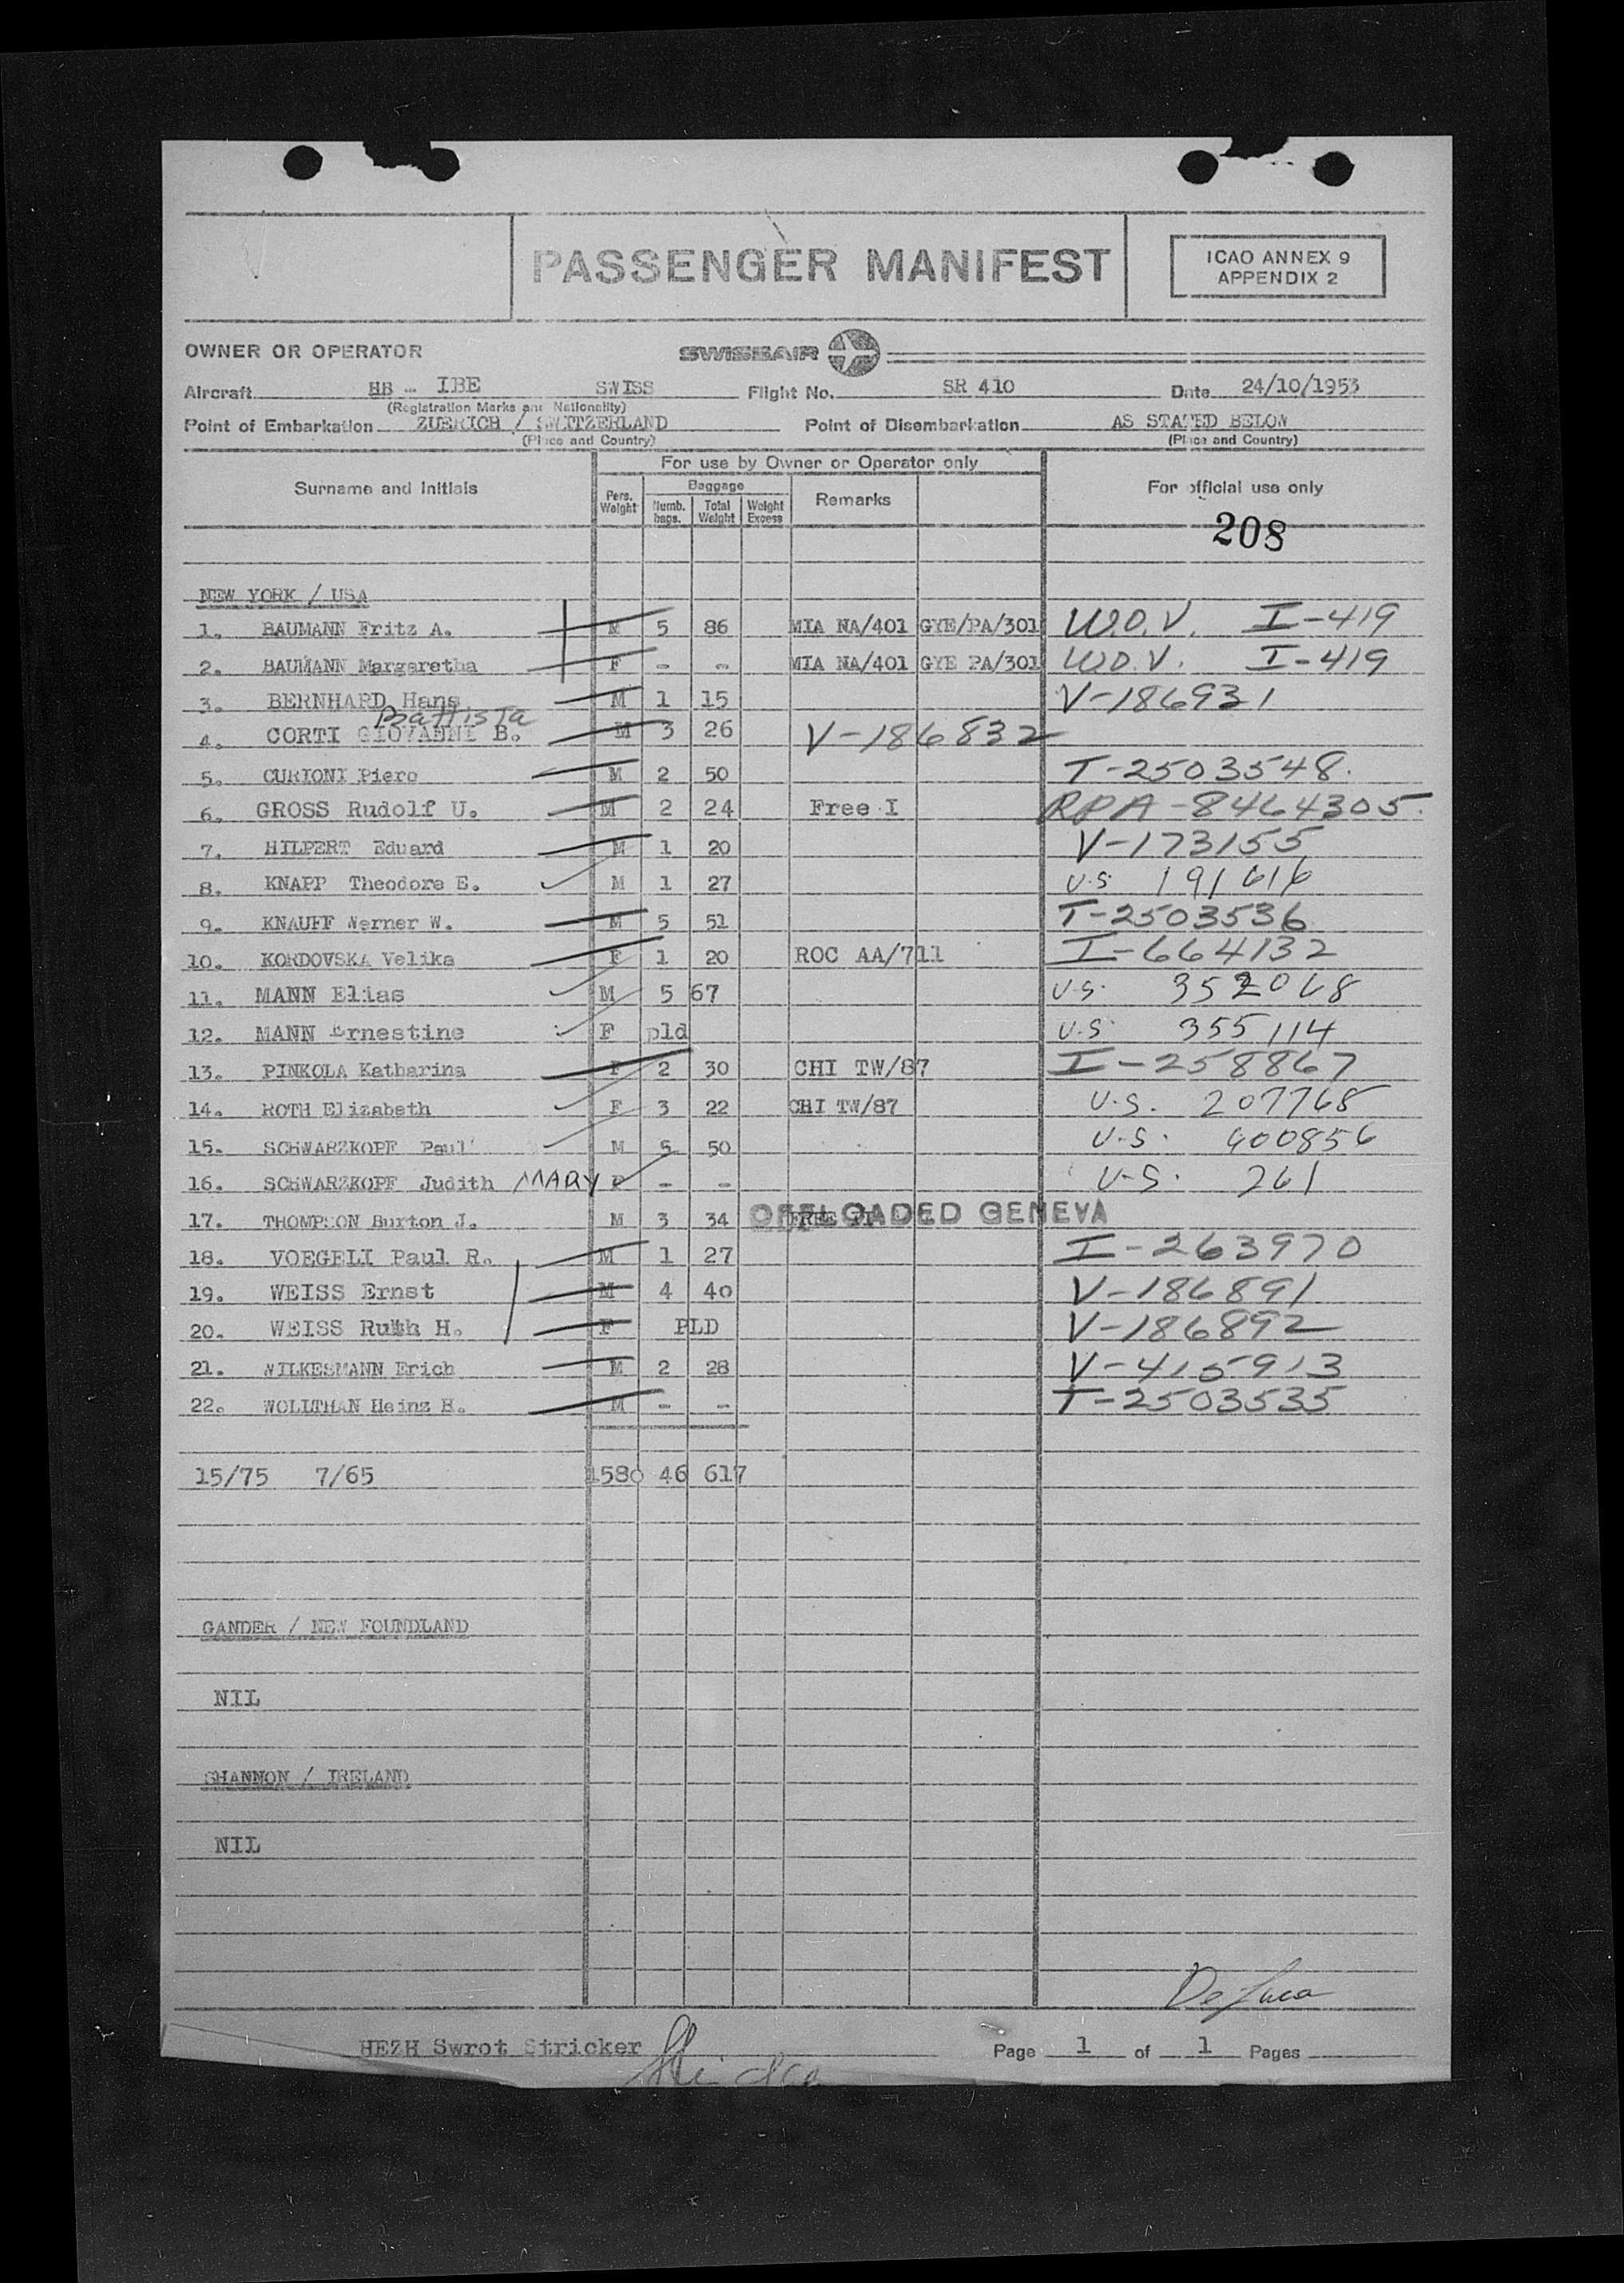 PASSENGER MANIFEST
ICAO ANNEX 9
APPENDIX 2
OWNER OR OPERATOR SWISSAIR
Aircraft HB - IBE SWISS Flight No. SR 410 Date 24/10/1953
(Registration Marks and Nationality)
Point of Embarkation ZUERICH / SWITZERLAND Point of Disembarkation AS STATED BELOW
(Place and Country) (Place and Country)
For use by Owner or Operator only
Surname and Initials Pers. Weight Baggage Numb. bags. Total Weight Weight Excess Remarks For official use only
208
NEW YORK / USA
1. BAUMANN Fritz A. M 5 86 MIA NA/401 GYE/PA/301 W.O.V. I-419
2. BAUMANN Margaretha F - - MIA NA/401 GYE PA/301 W.O.V. I-419
3. BERNHARD Hans M 1 15 V-186931
Battista
4. CORTI GIOVANNI B. M 3 26 V-186832
5. CURIONI Piero M 2 50 T-2503548.
6. GROSS Rudolf U. M 2 24 Free I RPA-8464305.
7. HILPERT Eduard M 1 20 V-173155
8. KNAPP Theodore E. M 1 27 U.S. 191616
9. KNAUFF Werner W. M 5 51 T-2503536
10. KORDOVSKA Velika F 1 20 ROC AA/711 I-664132
11. MANN Elias M 5 67 U.S. 352068
12. MANN Ernestine F pld U.S. 355114
13. PINKOLA Katharina F 2 30 CHI TW/87 I-258867
14. ROTH Elizabeth F 3 22 CHI TW/87 U.S. 207768
15. SCHWARZKOPF Paul M 5 50 U.S. 400856
16. SCHWARZKOPF Judith MARY F - - U.S. 261
17. THOMPSON Burton J. M 3 34 OFFLOADED GENEVA
18. VOEGELI Paul R. M 1 27 I-263970
19. WEISS Ernst M 4 40 V-186891
20. WEISS Ruth H. F PLD V-186892
21. WILKESMANN Erich M 2 28 V-415913
22. WOLLTHAN Heinz H. M - - T-2503535
15/75 7/65 1580 46 617
GANDER / NEW FOUNDLAND
NIL
SHANNON / IRELAND
NIL
De Luca
HEZH Swrot Stricker Page 1 of 1 Pages